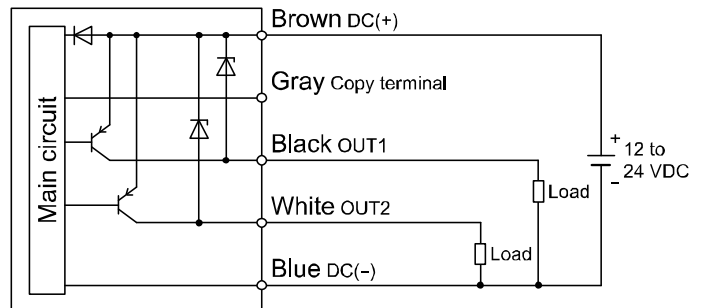 Main circuit
Brown DC(+)
Gray Copy terminal
Black OUT1
White OUT2
Blue DC(−)
Load
Load
+
12 to
24 VDC
−